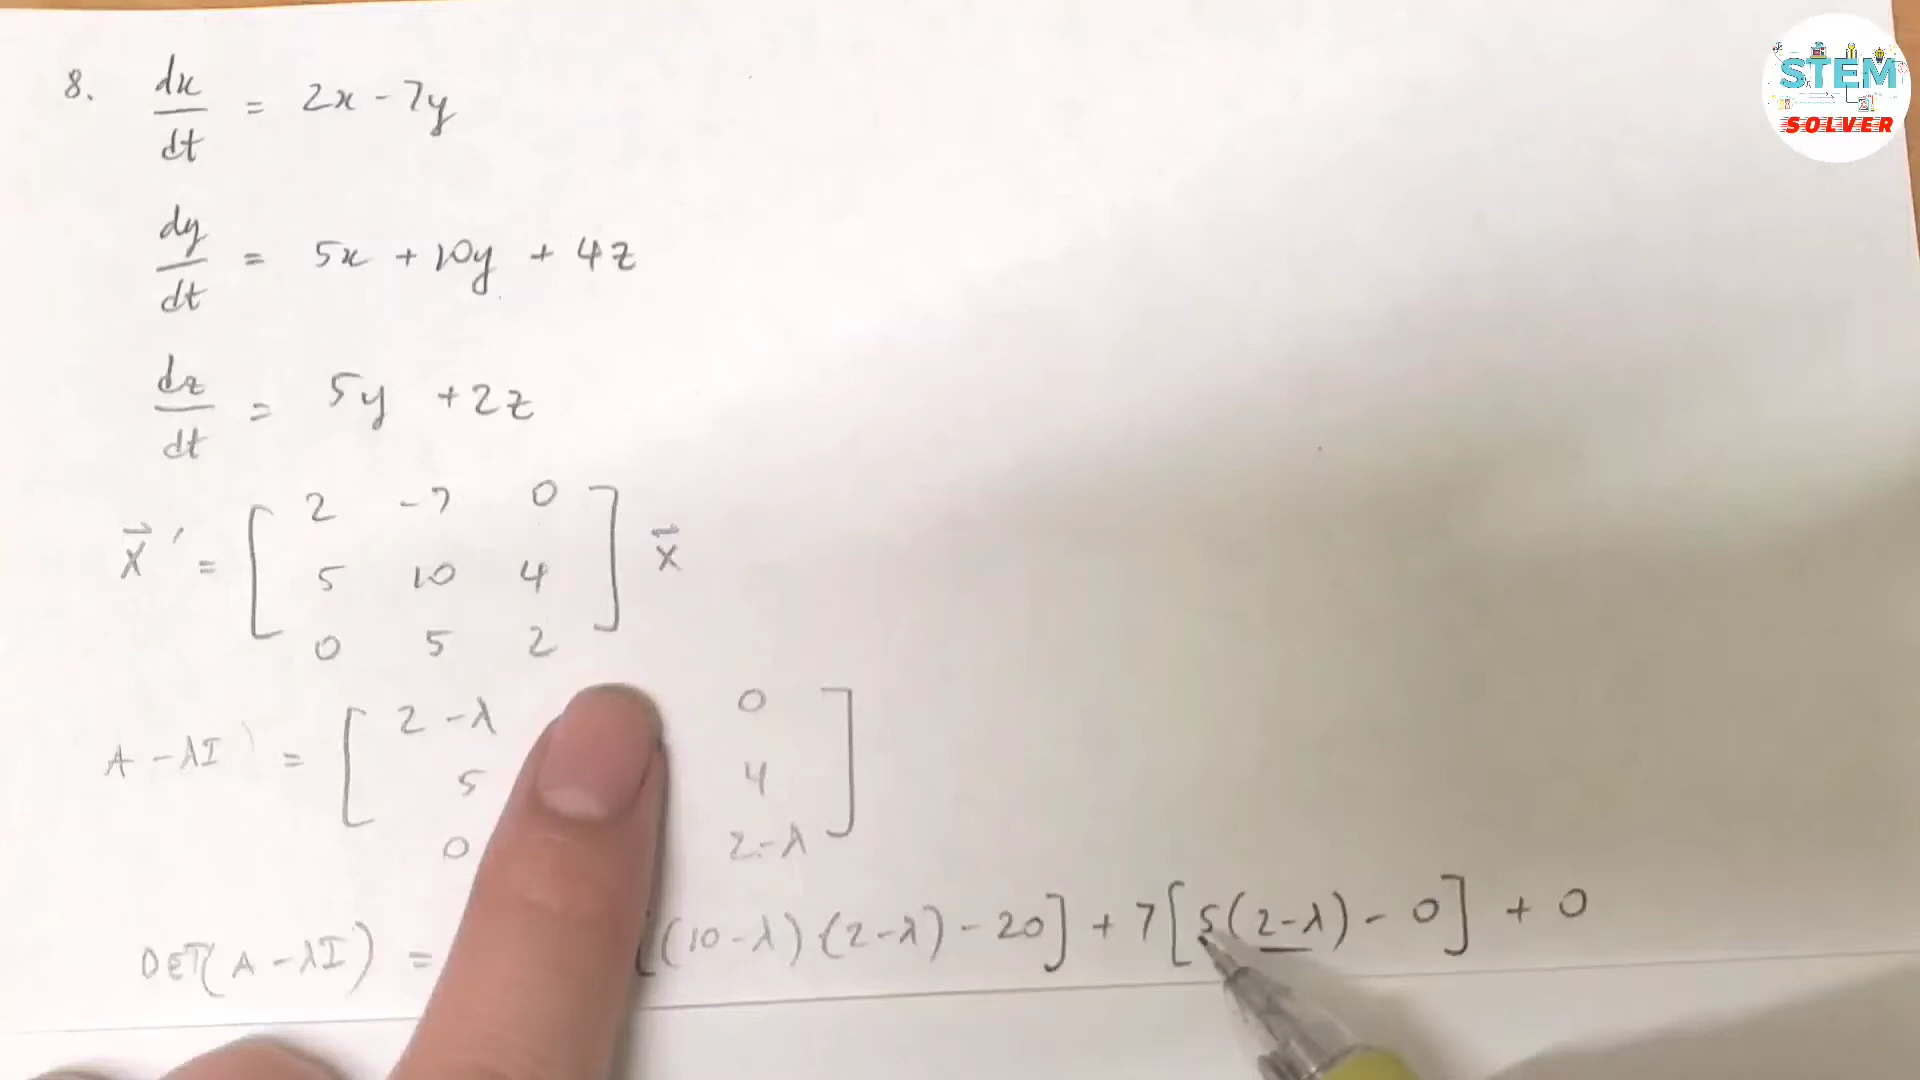 8. dx/dt = 2x - 7y
dy/dt = 5x + 10y + 4z
dz/dt = 5y + 2z
2 -7 0
X⃗' = [ 5 10 4 ] X⃗
0 5 2
2-λ 0
A - λI = [ 5 4 ]
0 2-λ
DET(A - λI) = [(10-λ)(2-λ) - 20] + 7[5(2-λ) - 0] + 0
STEM
SOLVER